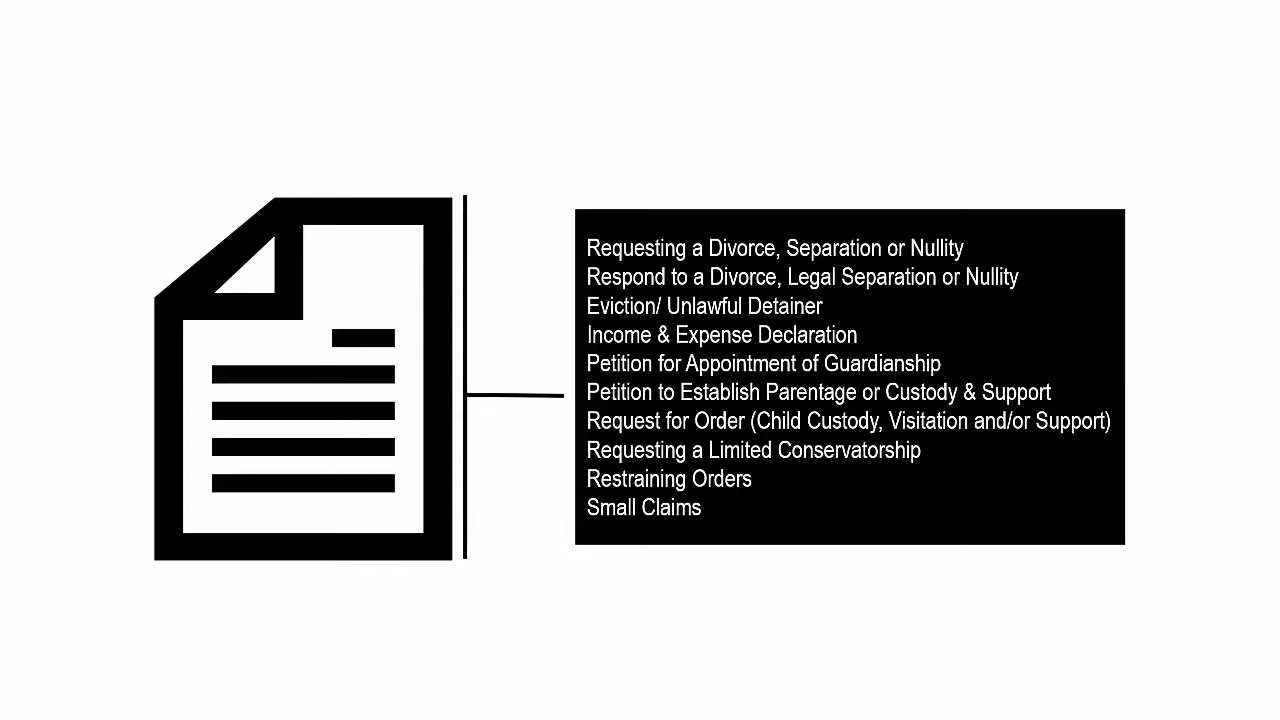 Requesting a Divorce, Separation or Nullity
Respond to a Divorce, Legal Separation or Nullity
Eviction/ Unlawful Detainer
Income & Expense Declaration
Petition for Appointment of Guardianship
Petition to Establish Parentage or Custody & Support
Request for Order (Child Custody, Visitation and/or Support)
Requesting a Limited Conservatorship
Restraining Orders
Small Claims